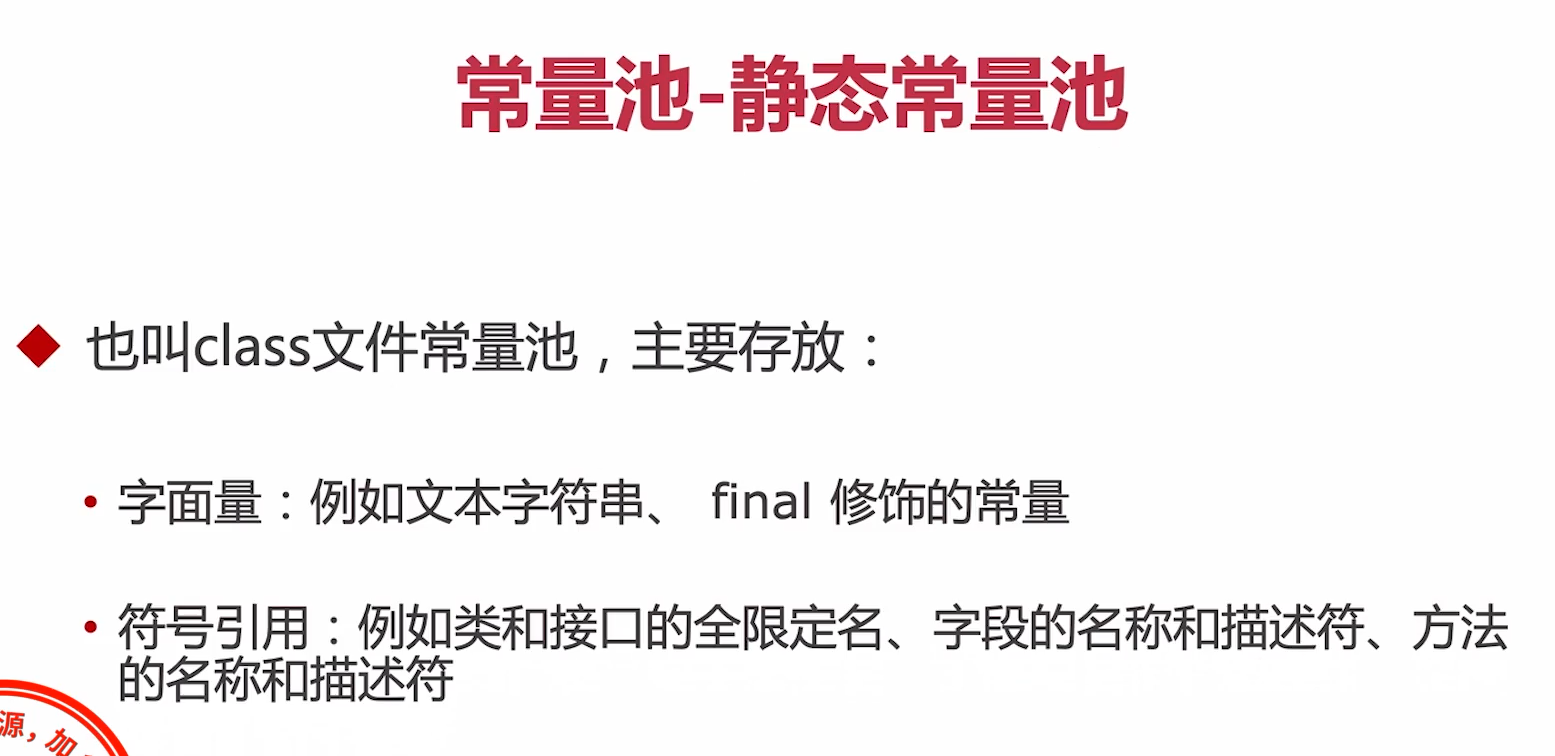 常量池-静态常量池
也叫class文件常量池，主要存放：
字面量：例如文本字符串、 final 修饰的常量
符号引用：例如类和接口的全限定名、字段的名称和描述符、方法
的名称和描述符
源，加